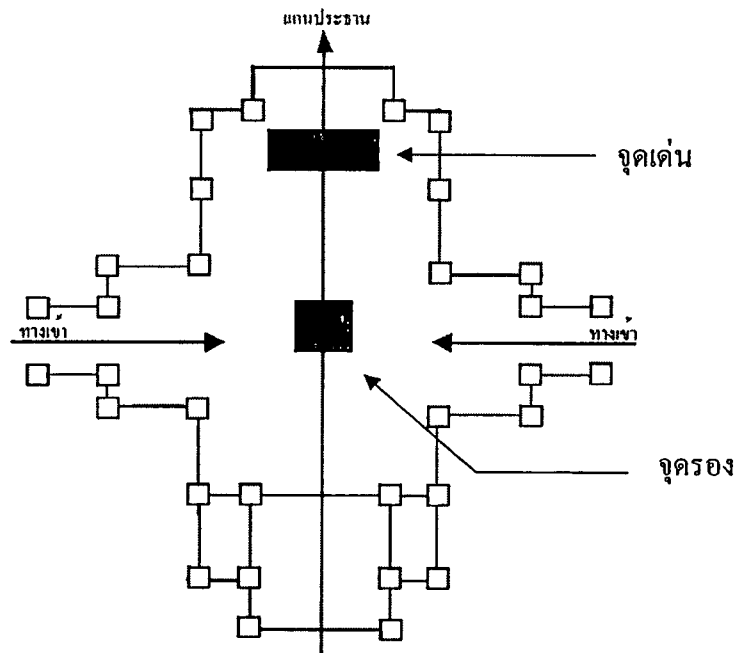 แกนประธาน
จุดเด่น
ทางเข้า
ทางเข้า
จุดรอง